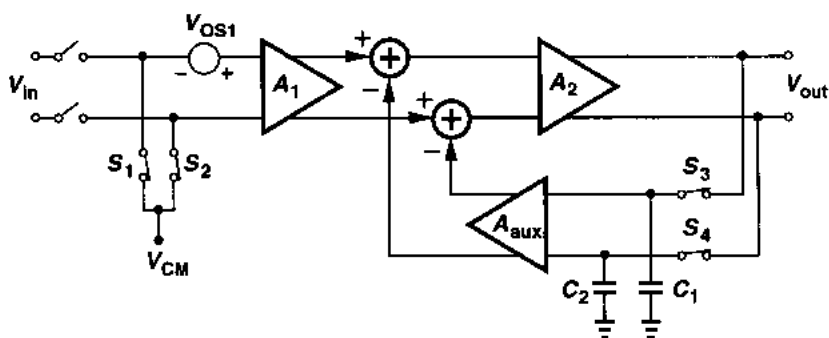 V_OS1
− +
V_in
A_1
+
+
−
+
+
−
A_2
V_out
S_1
S_2
V_CM
A_aux
S_3
S_4
C_2
C_1